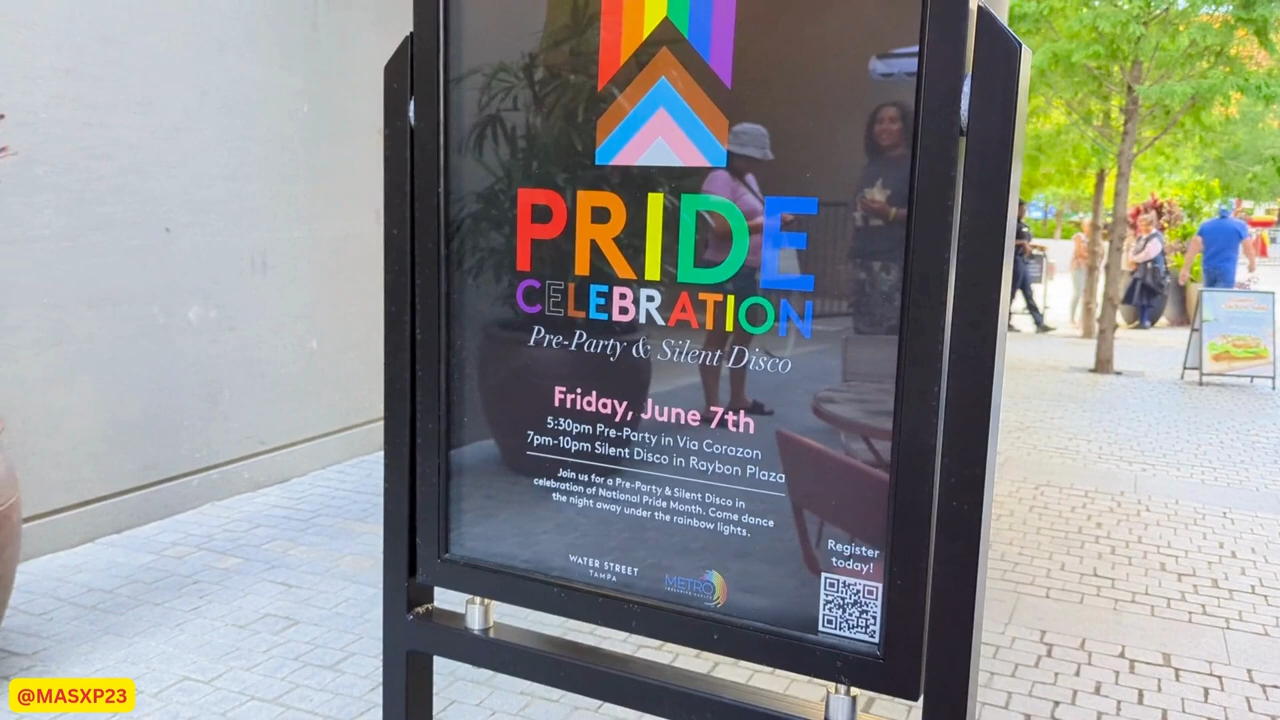 PRIDE
CELEBRATION
Pre-Party & Silent Disco
Friday, June 7th
5:30pm Pre-Party in Via Corazon
7pm-10pm Silent Disco in Raybon Plaza
Join us for a Pre-Party & Silent Disco in
celebration of National Pride Month. Come dance
the night away under the rainbow lights.
WATER STREET
TAMPA
METRO
Register
today!
@MASXP23